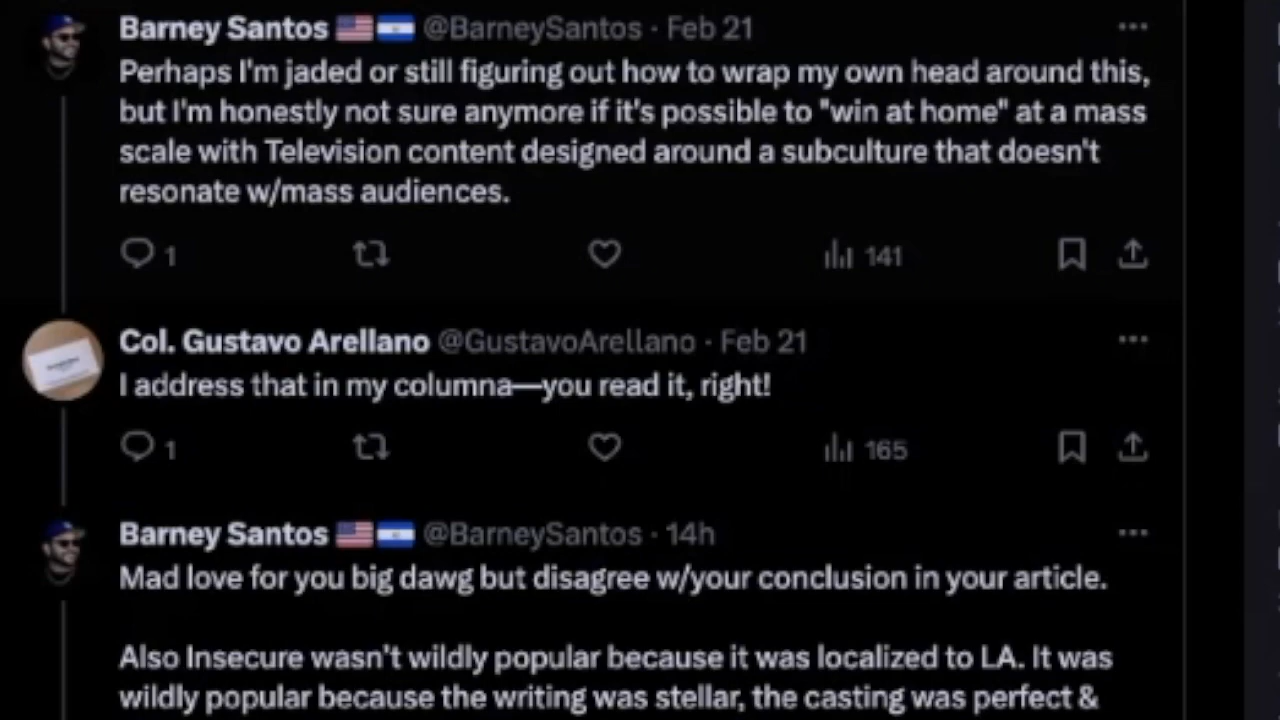 Barney Santos 🇺🇸🇸🇻 @BarneySantos · Feb 21
Perhaps I'm jaded or still figuring out how to wrap my own head around this,
but I'm honestly not sure anymore if it's possible to "win at home" at a mass
scale with Television content designed around a subculture that doesn't
resonate w/mass audiences.
1 141
Col. Gustavo Arellano @GustavoArellano · Feb 21
I address that in my columna—you read it, right!
1 165
Barney Santos 🇺🇸🇸🇻 @BarneySantos · 14h
Mad love for you big dawg but disagree w/your conclusion in your article.
Also Insecure wasn't wildly popular because it was localized to LA. It was
wildly popular because the writing was stellar, the casting was perfect &